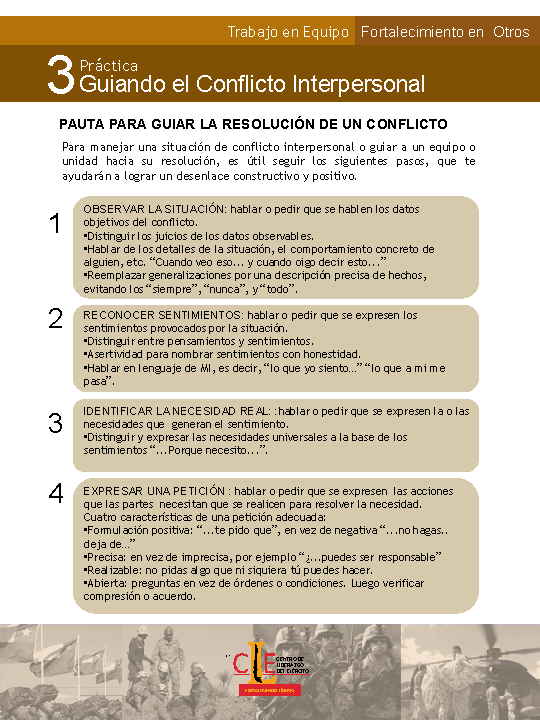 Trabajo en Equipo Fortalecimiento en Otros
3 Práctica
Guiando el Conflicto Interpersonal
PAUTA PARA GUIAR LA RESOLUCIÓN DE UN CONFLICTO
Para manejar una situación de conflicto interpersonal o guiar a un equipo o
unidad hacia su resolución, es útil seguir los siguientes pasos, que te
ayudarán a lograr un desenlace constructivo y positivo.
1
OBSERVAR LA SITUACIÓN: hablar o pedir que se hablen los datos
objetivos del conflicto.
•Distinguir los juicios de los datos observables.
•Hablar de los detalles de la situación, el comportamiento concreto de
alguien, etc. “Cuando veo eso... y cuando oigo decir esto...”
•Reemplazar generalizaciones por una descripción precisa de hechos,
evitando los “siempre”, “nunca”, y “todo”.
2
RECONOCER SENTIMIENTOS: hablar o pedir que se expresen los
sentimientos provocados por la situación.
•Distinguir entre pensamientos y sentimientos.
•Asertividad para nombrar sentimientos con honestidad.
•Hablar en lenguaje de MI, es decir, “lo que yo siento...” “lo que a mi me
pasa”.
3
IDENTIFICAR LA NECESIDAD REAL: :hablar o pedir que se expresen la o las
necesidades que generan el sentimiento.
•Distinguir y expresar las necesidades universales a la base de los
sentimientos “...Porque necesito...”.
4
EXPRESAR UNA PETICIÓN : hablar o pedir que se expresen las acciones
que las partes necesitan que se realicen para resolver la necesidad.
Cuatro características de una petición adecuada:
•Formulación positiva: “...te pido que”, en vez de negativa “...no hagas..
deja de...”
•Precisa: en vez de imprecisa, por ejemplo “¿...puedes ser responsable”
•Realizable: no pidas algo que ni siquiera tú puedes hacer.
•Abierta: preguntas en vez de órdenes o condiciones. Luego verificar
compresión o acuerdo.
CLE
CENTRO DE
LIDERAZGO
DEL EJÉRCITO